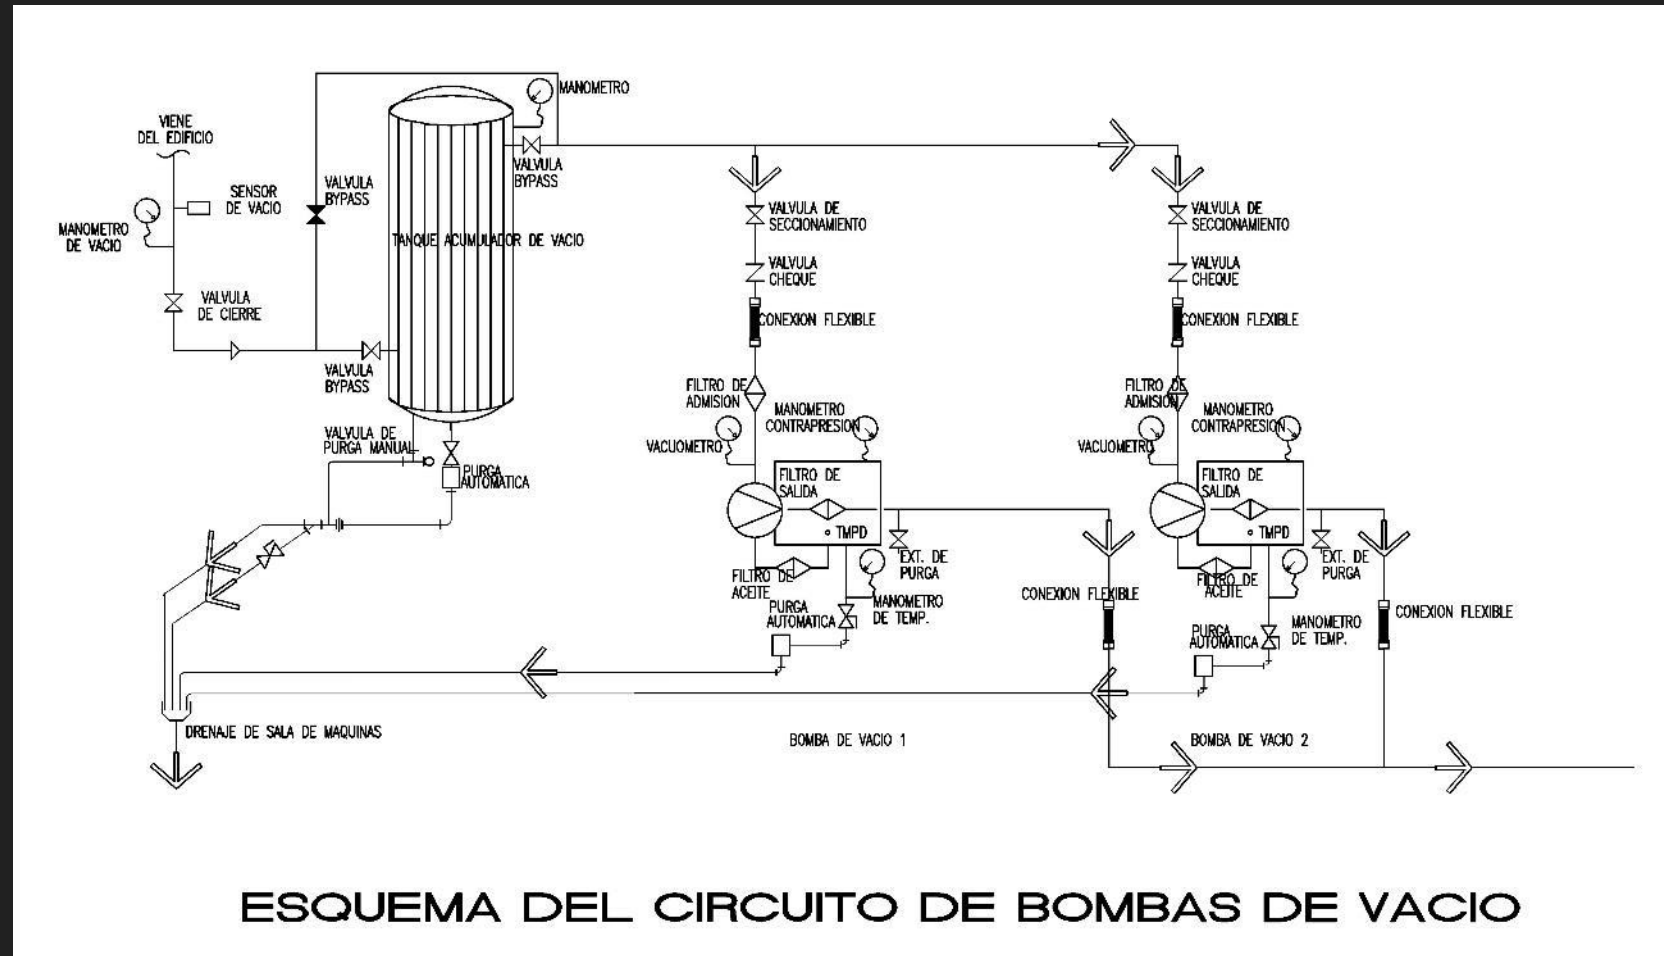 MANOMETRO
VIENE
DEL EDIFICIO
VALVULA
BYPASS
SENSOR
DE VACIO
VALVULA
BYPASS
MANOMETRO
DE VACIO
TANQUE ACUMULADOR DE VACIO
VALVULA
DE CIERRE
VALVULA
BYPASS
VALVULA DE
SECCIONAMIENTO
VALVULA
CHEQUE
CONEXION FLEXIBLE
VALVULA DE
SECCIONAMIENTO
VALVULA
CHEQUE
CONEXION FLEXIBLE
FILTRO DE
ADMISION
MANOMETRO
CONTRAPRESION
VACUOMETRO
FILTRO DE
ADMISION
MANOMETRO
CONTRAPRESION
VACUOMETRO
VALVULA DE
PURGA MANUAL
PURGA
AUTOMATICA
FILTRO DE
SALIDA
TMPD
FILTRO DE
SALIDA
TMPD
EXT. DE
PURGA
EXT. DE
PURGA
FILTRO DE
ACEITE
FILTRO DE
ACEITE
PURGA
AUTOMATICA
MANOMETRO
DE TEMP.
CONEXION FLEXIBLE
PURGA
AUTOMATICA
MANOMETRO
DE TEMP.
CONEXION FLEXIBLE
DRENAJE DE SALA DE MAQUINAS
BOMBA DE VACIO 1
BOMBA DE VACIO 2
ESQUEMA DEL CIRCUITO DE BOMBAS DE VACIO